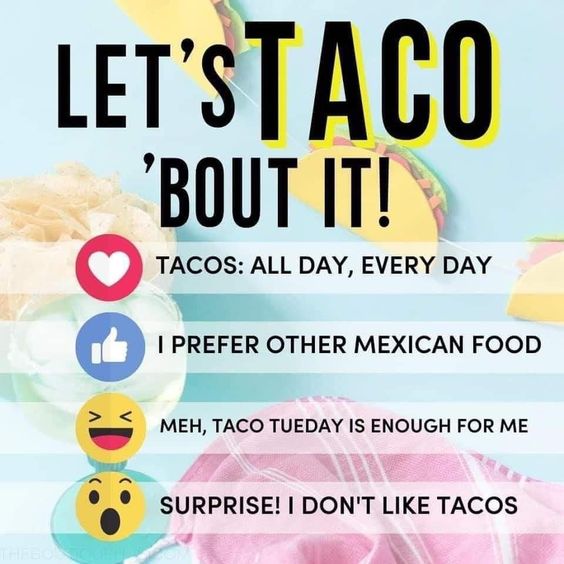 LET'S TACO
'BOUT IT!
TACOS: ALL DAY, EVERY DAY
I PREFER OTHER MEXICAN FOOD
MEH, TACO TUEDAY IS ENOUGH FOR ME
SURPRISE! I DON'T LIKE TACOS